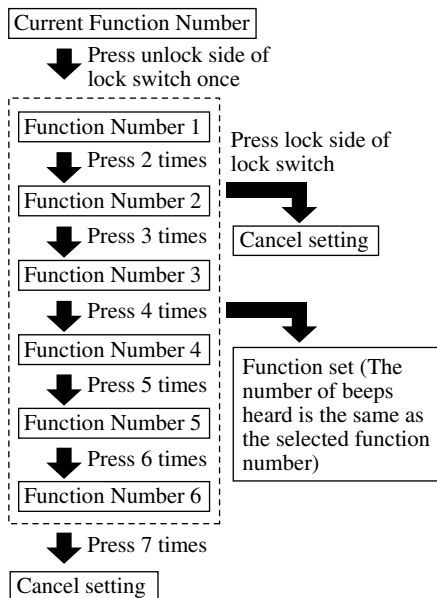 Current Function Number
Press unlock side of
lock switch once
Function Number 1
Press 2 times
Function Number 2
Press 3 times
Function Number 3
Press 4 times
Function Number 4
Press 5 times
Function Number 5
Press 6 times
Function Number 6
Press 7 times
Cancel setting
Press lock side of
lock switch
Cancel setting
Function set (The
number of beeps
heard is the same as
the selected function
number)